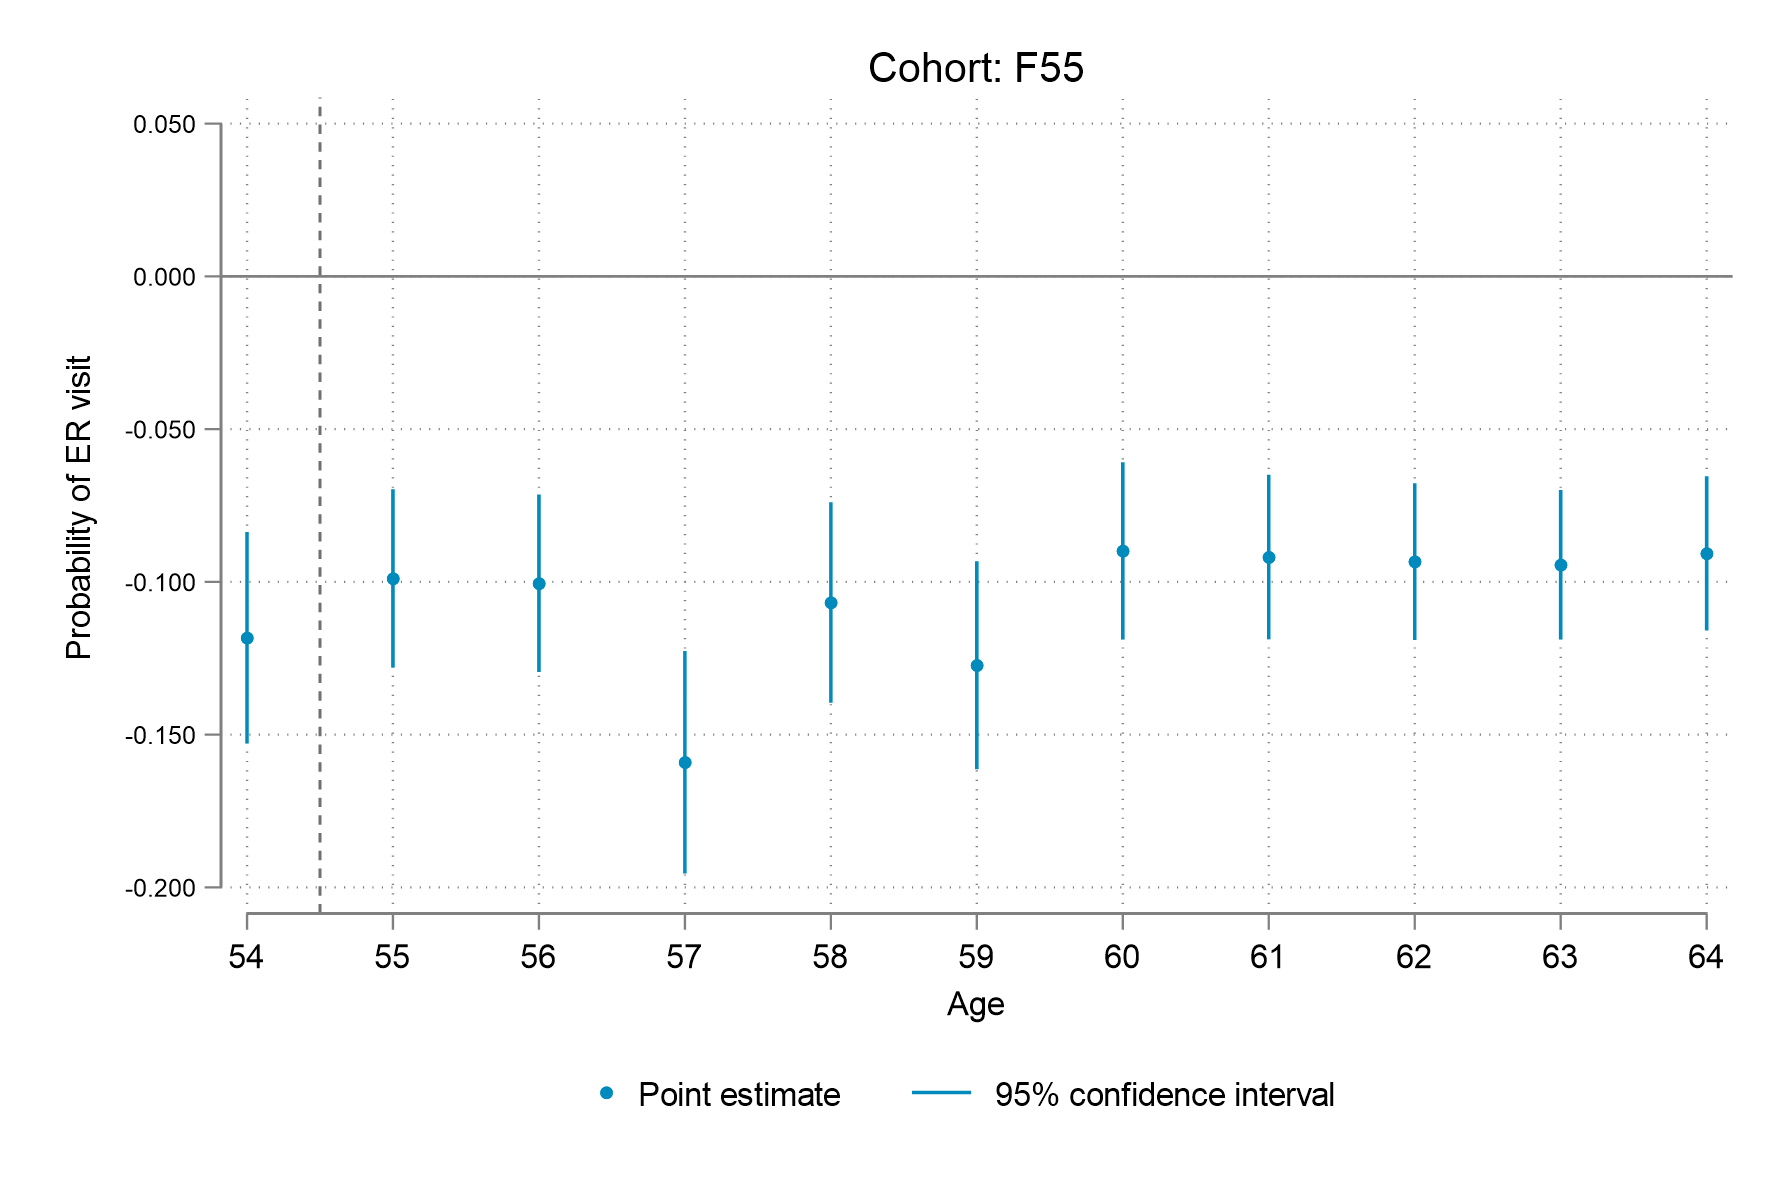 Cohort: F55
0.050
0.000
-0.050
-0.100
-0.150
-0.200
Probability of ER visit
54 55 56 57 58 59 60 61 62 63 64
Age
Point estimate 95% confidence interval